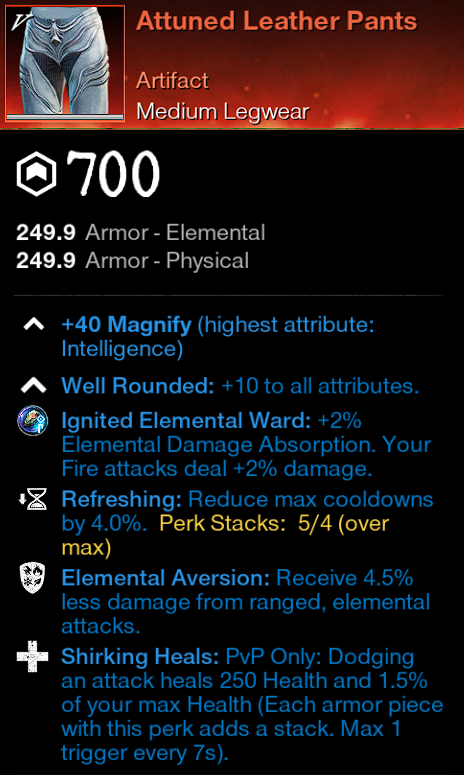 V
Attuned Leather Pants
Artifact
Medium Legwear
700
249.9 Armor - Elemental
249.9 Armor - Physical
+40 Magnify (highest attribute:
Intelligence)
Well Rounded: +10 to all attributes.
Ignited Elemental Ward: +2%
Elemental Damage Absorption. Your
Fire attacks deal +2% damage.
Refreshing: Reduce max cooldowns
by 4.0%. Perk Stacks: 5/4 (over
max)
Elemental Aversion: Receive 4.5%
less damage from ranged, elemental
attacks.
Shirking Heals: PvP Only: Dodging
an attack heals 250 Health and 1.5%
of your max Health (Each armor piece
with this perk adds a stack. Max 1
trigger every 7s).